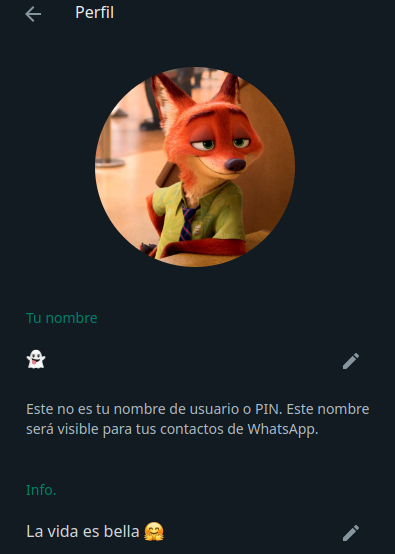 Perfil
Tu nombre
👻
Este no es tu nombre de usuario o PIN. Este nombre
será visible para tus contactos de WhatsApp.
Info.
La vida es bella 🤗